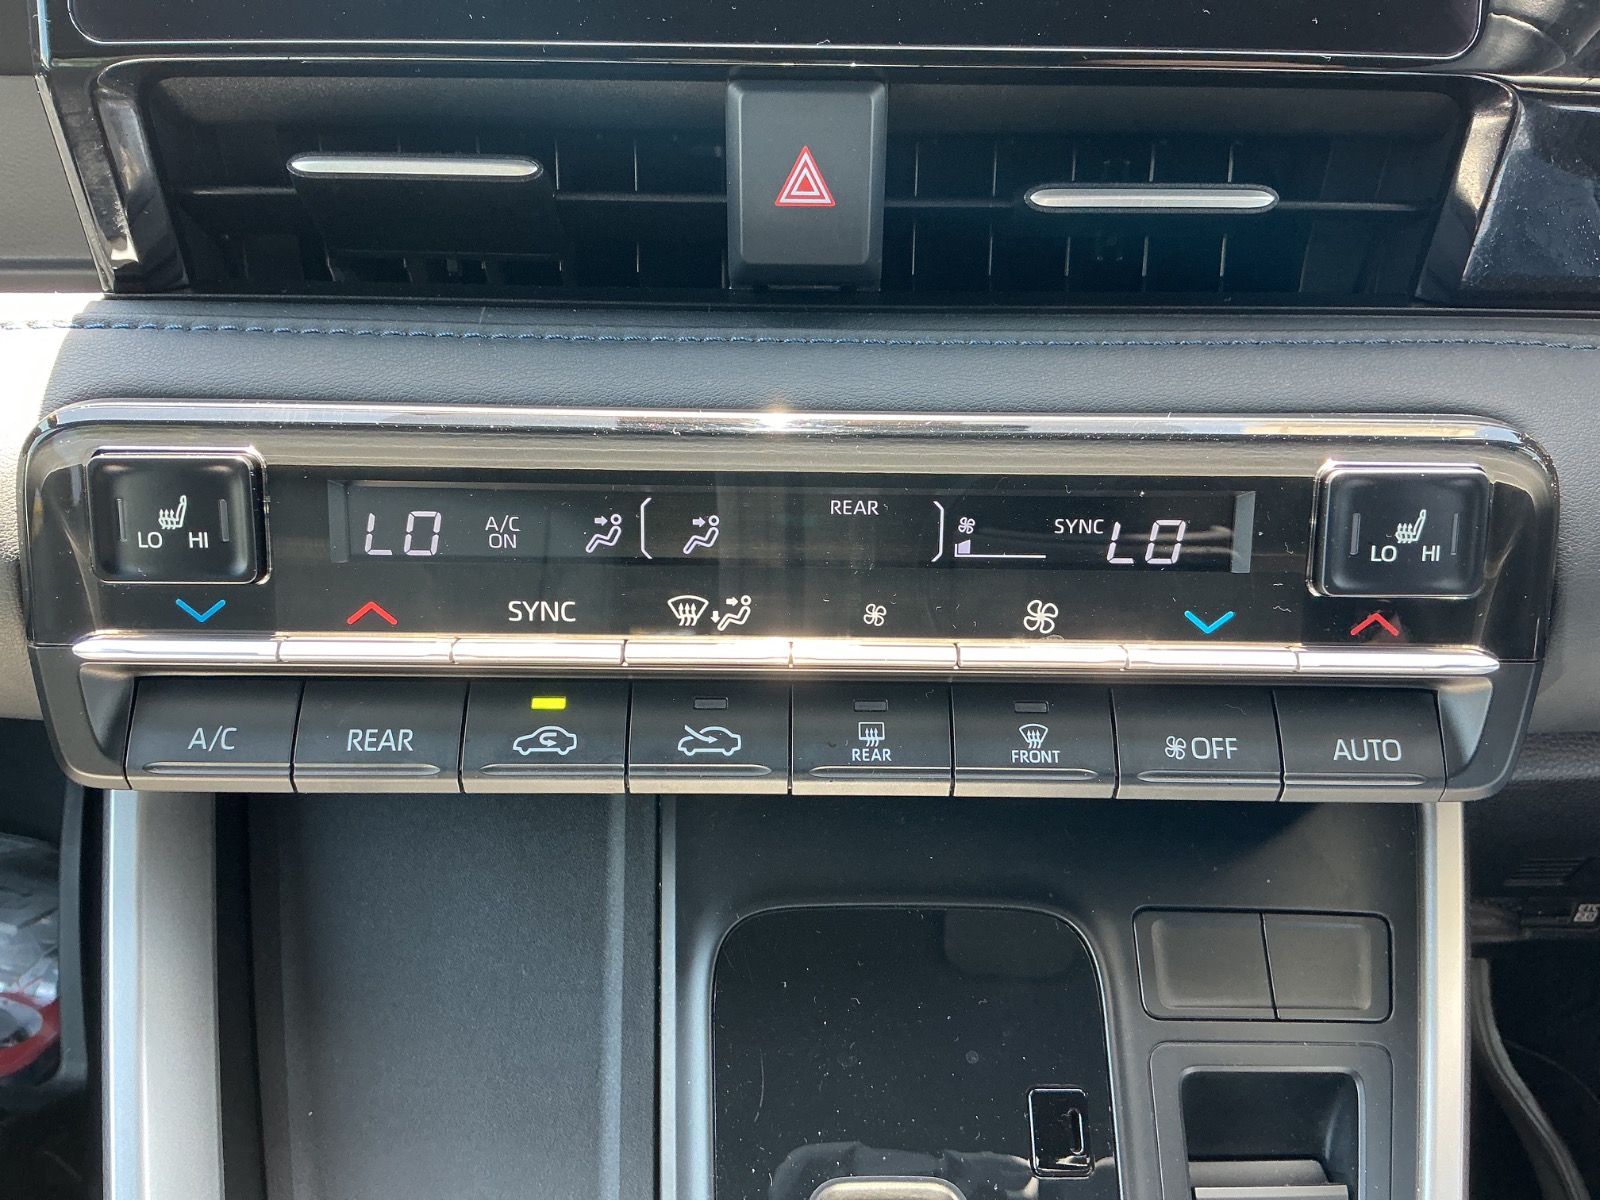 LO HI
LO A/C ON
REAR
SYNC LO
LO HI
SYNC
A/C
REAR
REAR
FRONT
OFF
AUTO